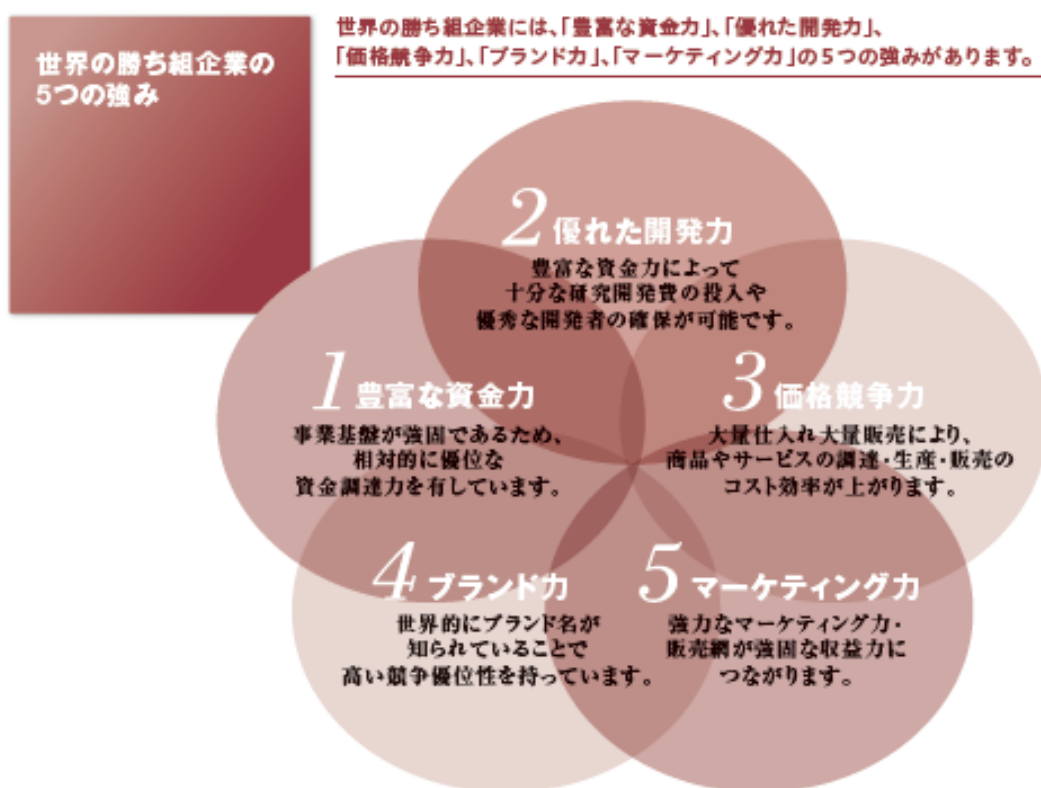 世界の勝ち組企業の
5つの強み
世界の勝ち組企業には、「豊富な資金力」、「優れた開発力」、
「価格競争力」、「ブランド力」、「マーケティング力」の5つの強みがあります。
1 豊富な資金力
事業基盤が強固であるため、
相対的に優位な
資金調達力を有しています。
2 優れた開発力
豊富な資金力によって
十分な研究開発費の投入や
優秀な開発者の確保が可能です。
3 価格競争力
大量仕入れ大量販売により、
商品やサービスの調達・生産・販売の
コスト効率が上がります。
4 ブランド力
世界的にブランド名が
知られていることで
高い競争優位性を持っています。
5 マーケティング力
強力なマーケティング力・
販売網が強固な収益力に
つながります。